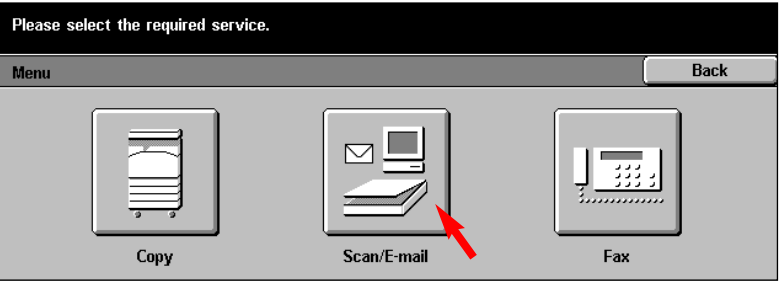 Please select the required service.
Menu
Back
Copy
Scan/E-mail
Fax